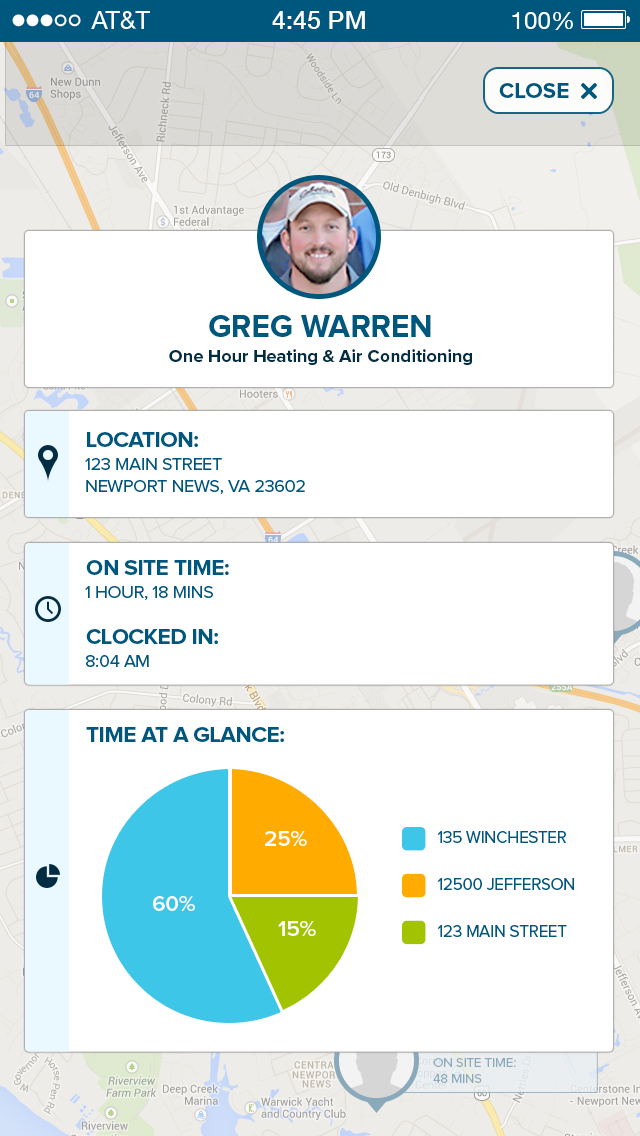 AT&T 4:45 PM 100%
New Dunn
Shops
Woodside Ln
64
Richneck Rd
CLOSE
Jefferson Ave
173
Old Denbigh Blvd
1st Advantage
Federal
GREG WARREN
One Hour Heating & Air Conditioning
Hooters
LOCATION:
123 MAIN STREET
NEWPORT NEWS, VA 23602
64
ON SITE TIME:
1 HOUR, 18 MINS
CLOCKED IN:
8:04 AM
255A
Colony Rd
TIME AT A GLANCE:
25%
60%
15%
135 WINCHESTER
12500 JEFFERSON
123 MAIN STREET
ON SITE TIME:
48 MINS
CENTRAL
NEWPORT
NEWS
Riverview
Farm Park
Deep Creek
Marina
Warwick Yacht
and Country Club
Riverview
- Newport New